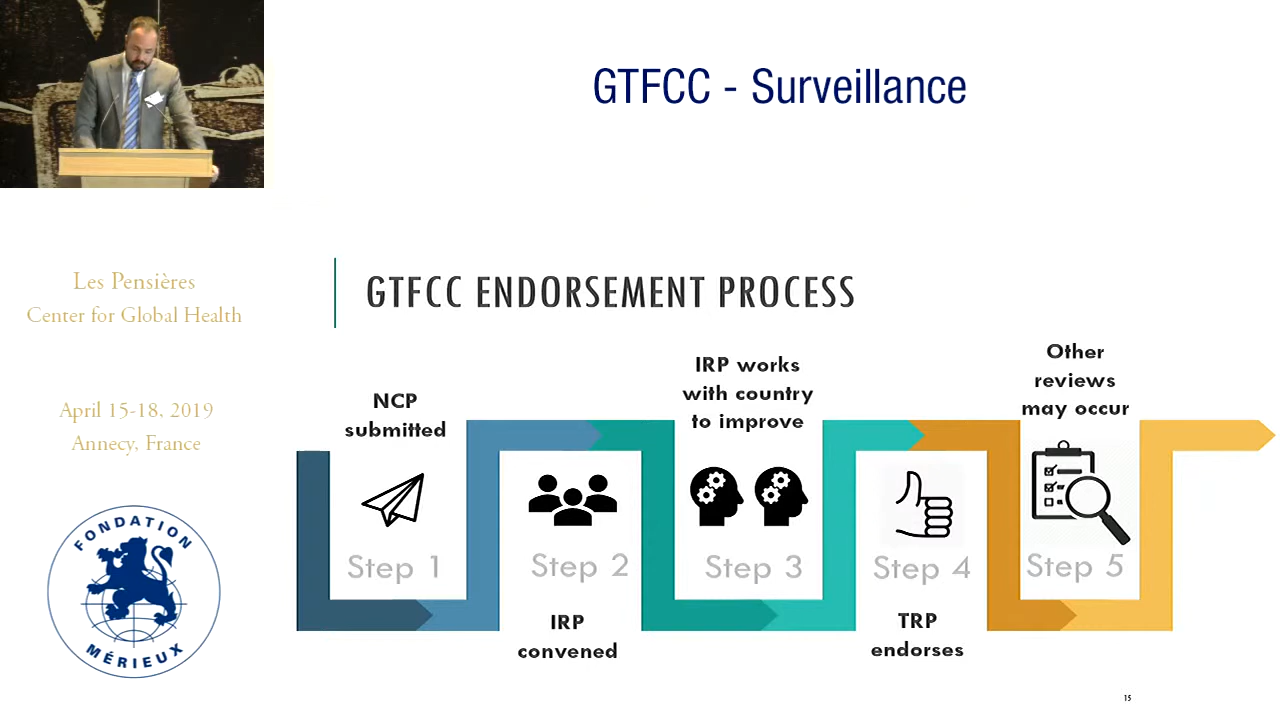 GTFCC - Surveillance
Les Pensières
Center for Global Health
April 15-18, 2019
Annecy, France
FONDATION
MÉRIEUX
GTFCC ENDORSEMENT PROCESS
NCP
submitted
Step 1
Step 2
IRP
convened
IRP works
with country
to improve
Step 3
Step 4
TRP
endorses
Other
reviews
may occur
Step 5
15